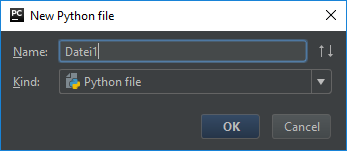 PC New Python file
Name: Datei1
Kind: Python file
OK Cancel